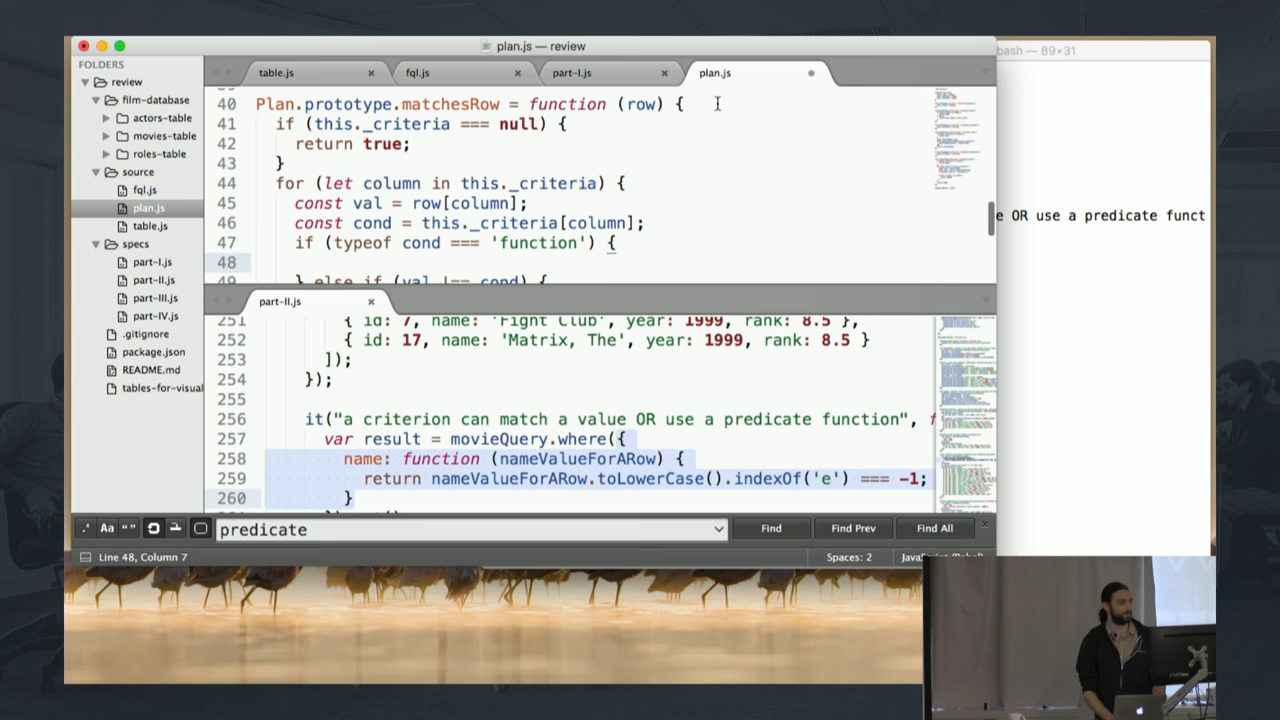 plan.js — review
bash — 89×31
FOLDERS
review
film-database
actors-table
movies-table
roles-table
source
fql.js
plan.js
table.js
specs
part-I.js
part-II.js
part-III.js
part-IV.js
.gitignore
package.json
README.md
tables-for-visual
table.js
fql.js
part-I.js
plan.js
40 Plan.prototype.matchesRow = function (row) {
41 if (this._criteria === null) {
42 return true;
43 }
44 for (let column in this._criteria) {
45 const val = row[column];
46 const cond = this._criteria[column];
47 if (typeof cond === 'function') {
48
49 } else if (val !== cond) {
e OR use a predicate funct
part-II.js
251 { id: 7, name: 'Fight Club', year: 1999, rank: 8.5 },
252 { id: 17, name: 'Matrix, The', year: 1999, rank: 8.5 }
253 ]);
254 });
255
256 it("a criterion can match a value OR use a predicate function", f
257 var result = movieQuery.where({
258 name: function (nameValueForARow) {
259 return nameValueForARow.toLowerCase().indexOf('e') === -1;
260 }
.* Aa “”
predicate
Find
Find Prev
Find All
Line 48, Column 7
Spaces: 2